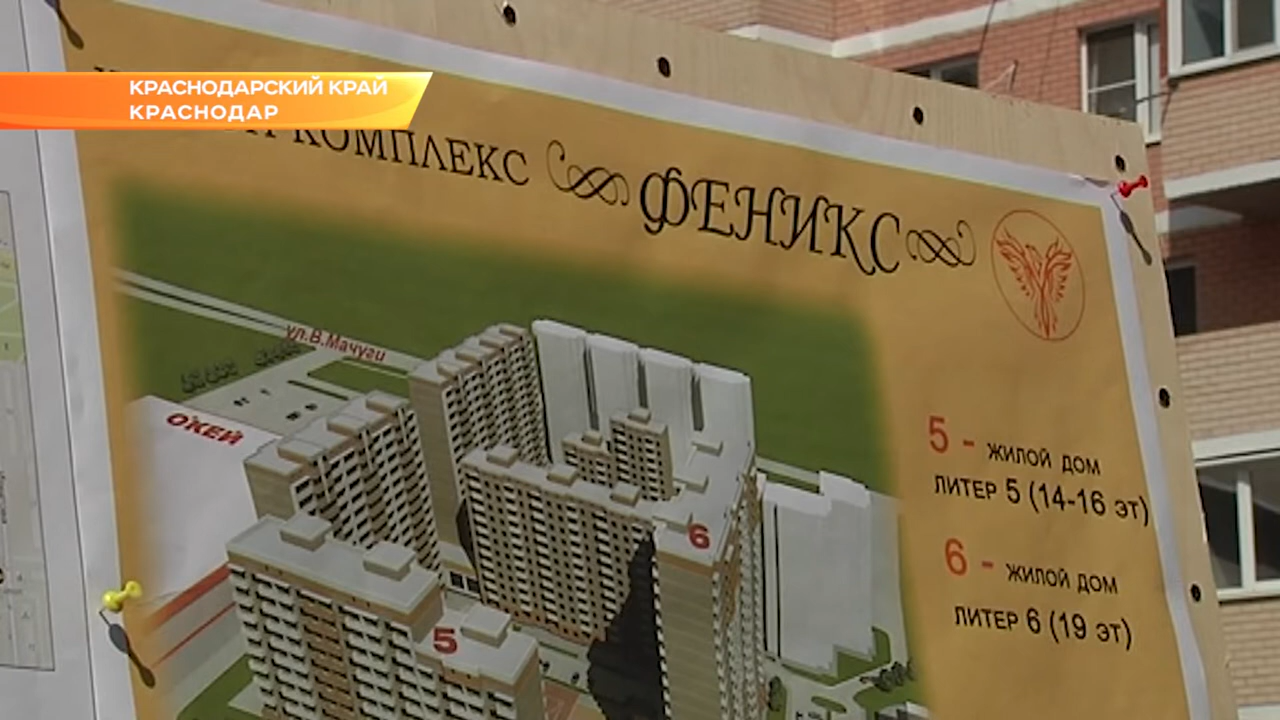 КРАСНОДАРСКИЙ КРАЙ
КРАСНОДАР
КОМПЛЕКС ФЕНИКС
ул.В.Мачуги
О'КЕЙ
5 - ЖИЛОЙ ДОМ
ЛИТЕР 5 (14-16 эт)
6
6 - ЖИЛОЙ ДОМ
ЛИТЕР 6 (19 эт)
5